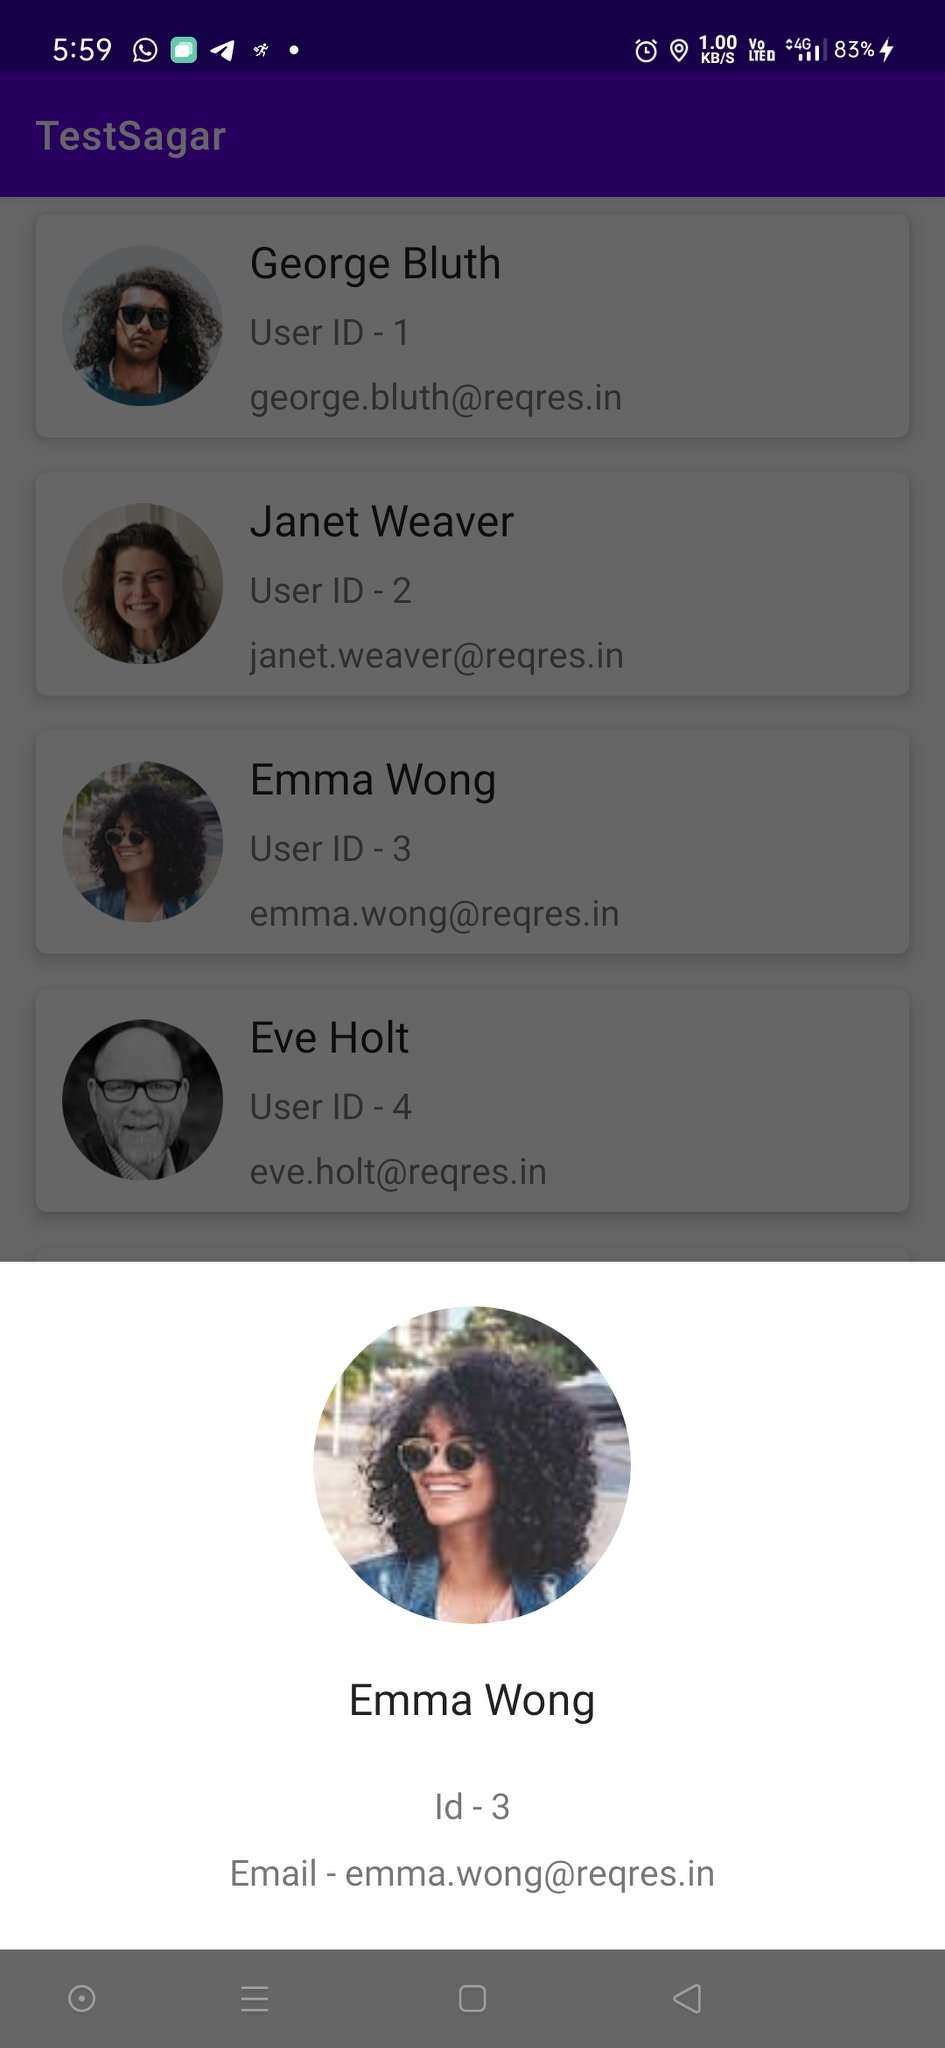 5:59
1.00 KB/S Vo LTED 4G 83%
TestSagar
George Bluth
User ID - 1
george.bluth@reqres.in
Janet Weaver
User ID - 2
janet.weaver@reqres.in
Emma Wong
User ID - 3
emma.wong@reqres.in
Eve Holt
User ID - 4
eve.holt@reqres.in
Emma Wong
Id - 3
Email - emma.wong@reqres.in